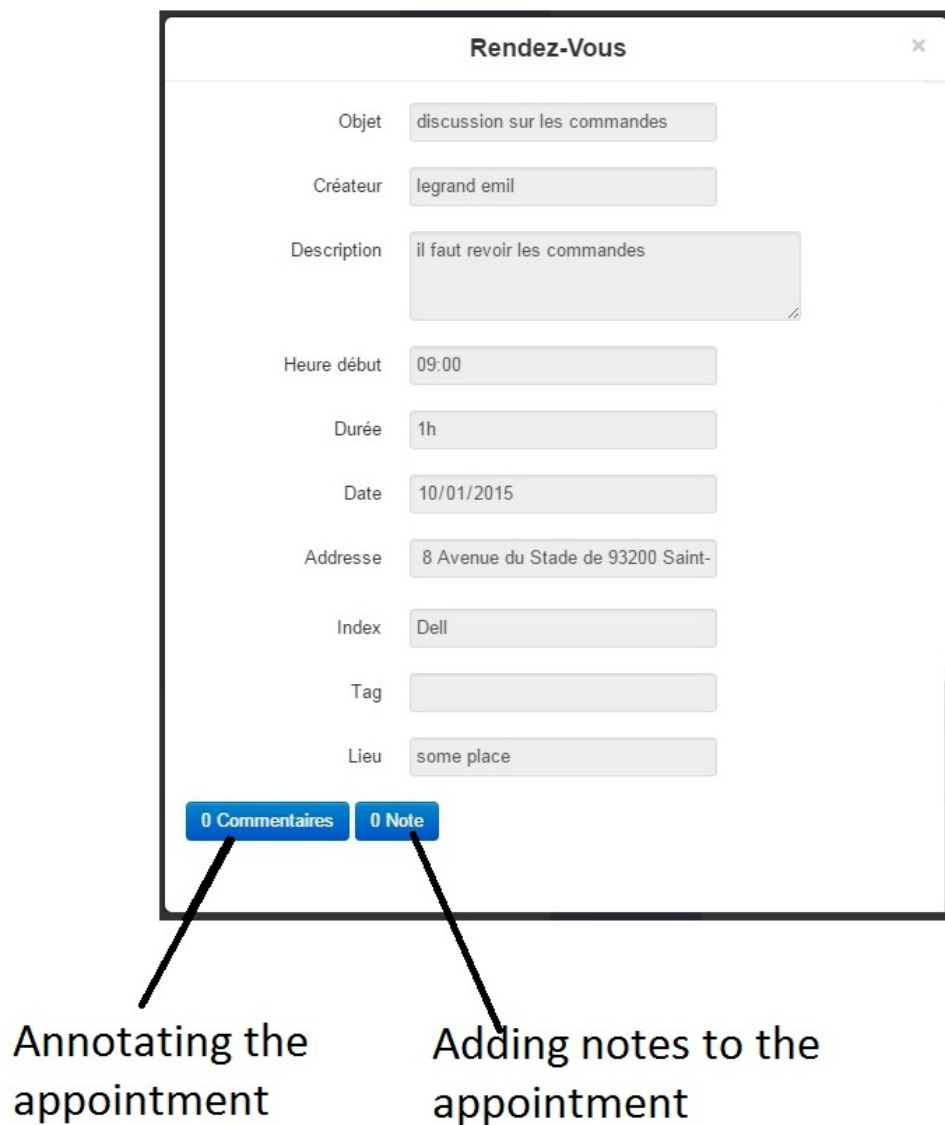 Rendez-Vous ×
Objet discussion sur les commandes
Créateur legrand emil
Description il faut revoir les commandes
Heure début 09:00
Durée 1h
Date 10/01/2015
Addresse 8 Avenue du Stade de 93200 Saint-
Index Dell
Tag
Lieu some place
0 Commentaires 0 Note
Annotating the
appointment
Adding notes to the
appointment